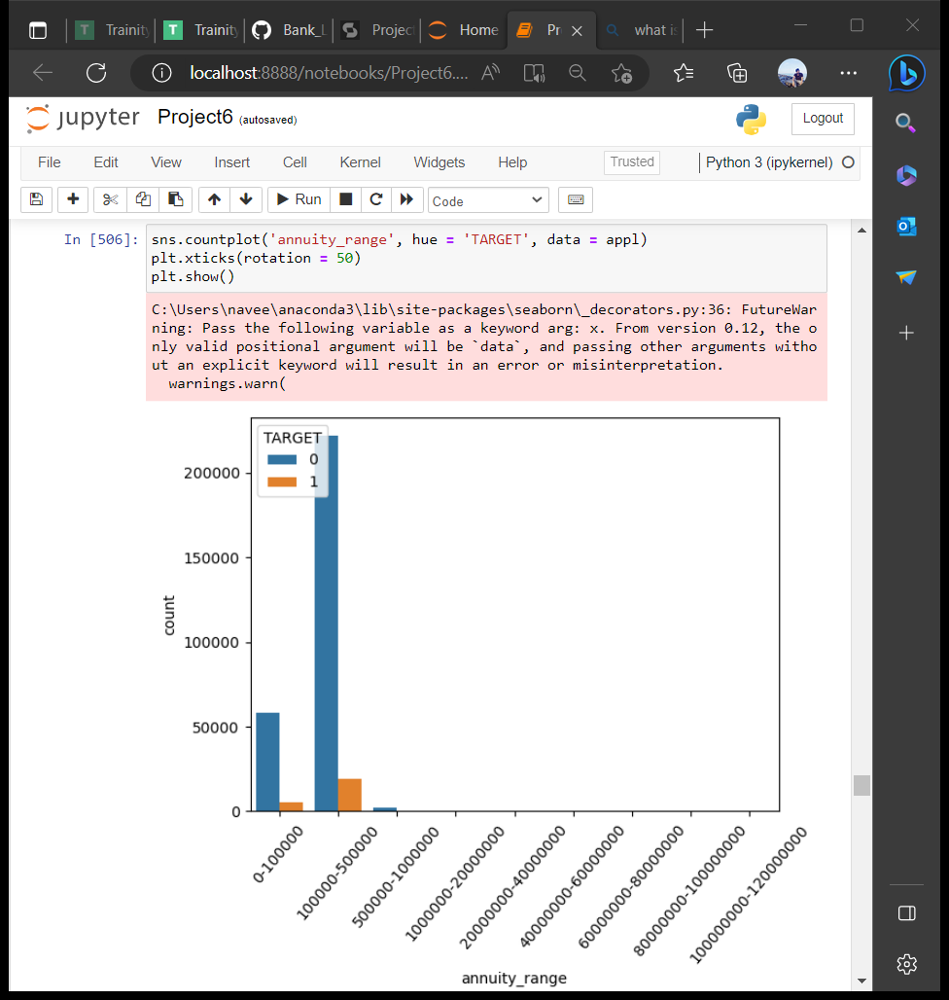 Trainity
Trainity
Bank_L
Project
Home
Pr
what is
localhost:8888/notebooks/Project6....
jupyter Project6 (autosaved)
Logout
File Edit View Insert Cell Kernel Widgets Help
Trusted
Python 3 (ipykernel)
Run
Code
In [506]: sns.countplot('annuity_range', hue = 'TARGET', data = appl)
plt.xticks(rotation = 50)
plt.show()
C:\Users\navee\anaconda3\lib\site-packages\seaborn\_decorators.py:36: FutureWar
ning: Pass the following variable as a keyword arg: x. From version 0.12, the o
nly valid positional argument will be `data`, and passing other arguments witho
ut an explicit keyword will result in an error or misinterpretation.
warnings.warn(
TARGET
0
1
200000
150000
100000
50000
0
count
0-100000
100000-500000
500000-1000000
1000000-20000000
20000000-40000000
40000000-60000000
60000000-80000000
80000000-100000000
100000000-120000000
annuity_range